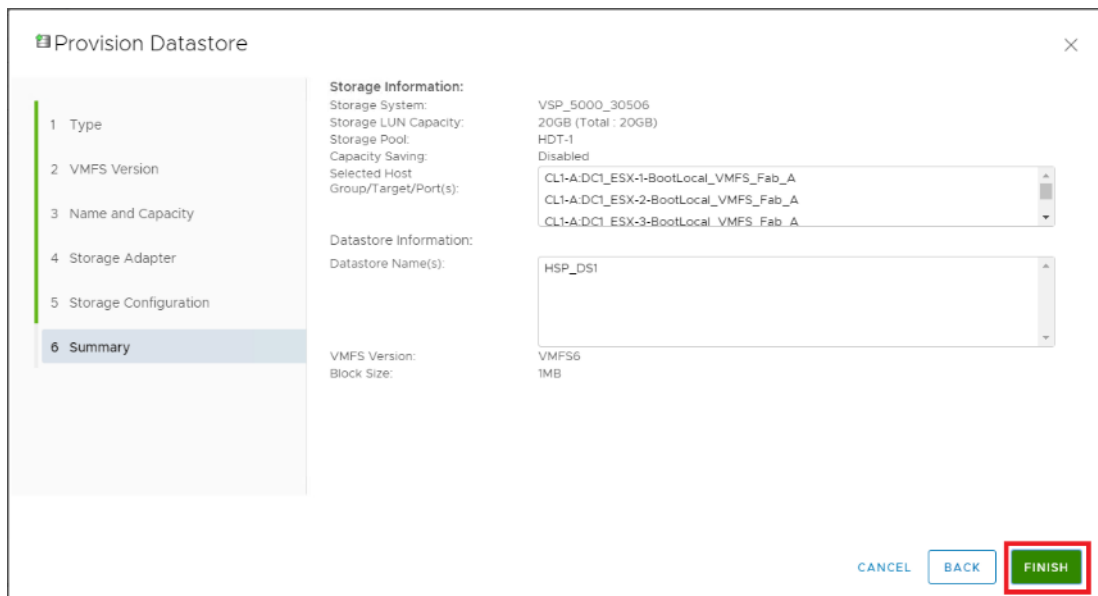 Provision Datastore
1 Type
2 VMFS Version
3 Name and Capacity
4 Storage Adapter
5 Storage Configuration
6 Summary
Storage Information:
Storage System: VSP_5000_30506
Storage LUN Capacity: 20GB (Total : 20GB)
Storage Pool: HDT-1
Capacity Saving: Disabled
Selected Host
Group/Target/Port(s):
CL1-A:DC1_ESX-1-BootLocal_VMFS_Fab_A
CL1-A:DC1_ESX-2-BootLocal_VMFS_Fab_A
CL1-A:DC1_ESX-3-BootLocal_VMFS_Fab_A
Datastore Information:
Datastore Name(s): HSP_DS1
VMFS Version: VMFS6
Block Size: 1MB
CANCEL BACK FINISH